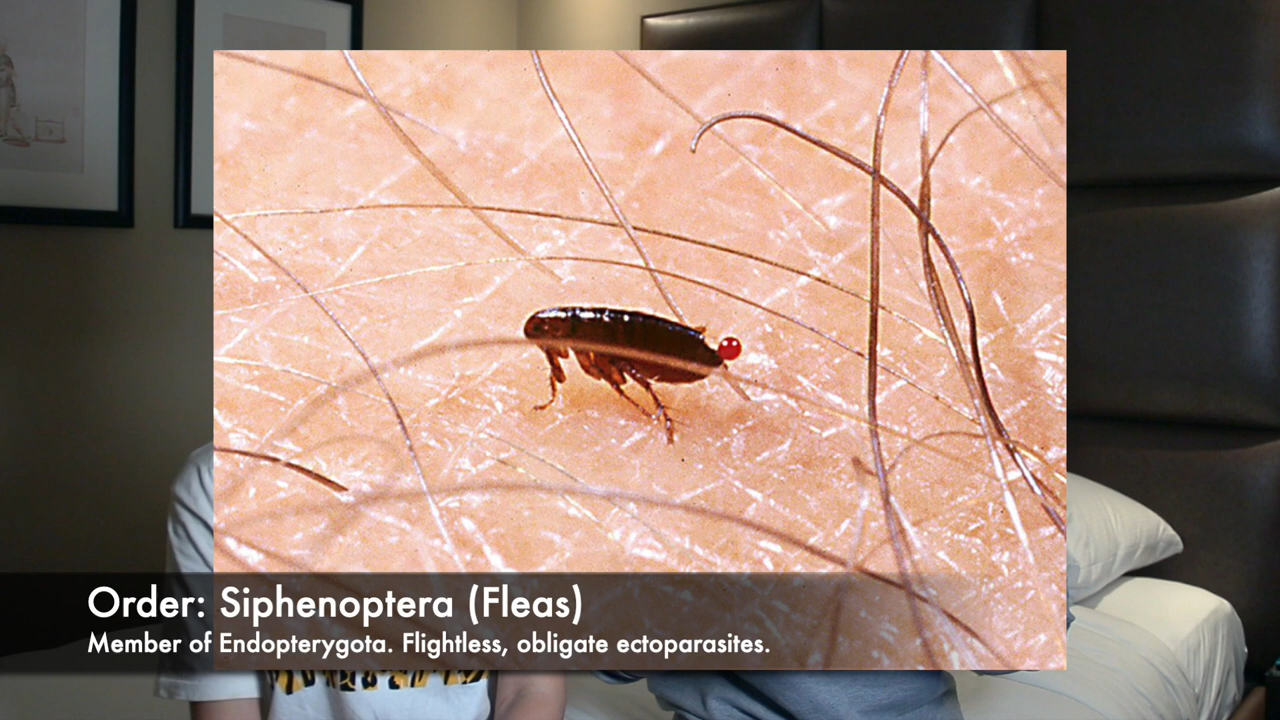 Order: Siphenoptera (Fleas)
Member of Endopterygota. Flightless, obligate ectoparasites.